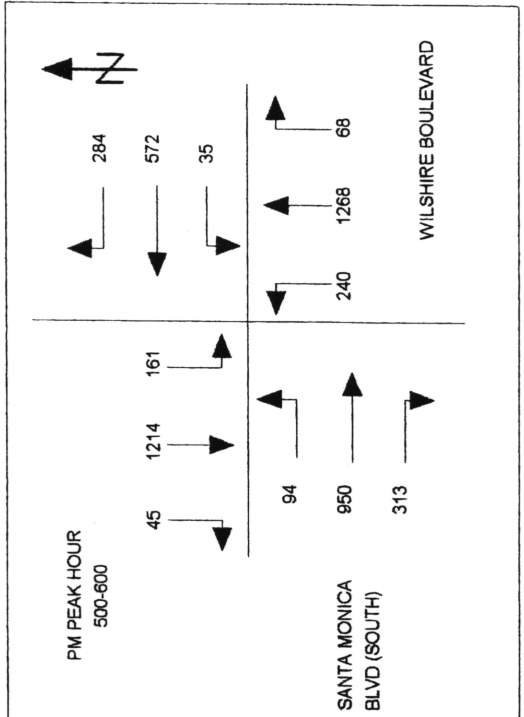 N
PM PEAK HOUR
500-600
284
572
35
45 1214 161
94
950
313
240 1268 68
SANTA MONICA
BLVD (SOUTH)
WILSHIRE BOULEVARD